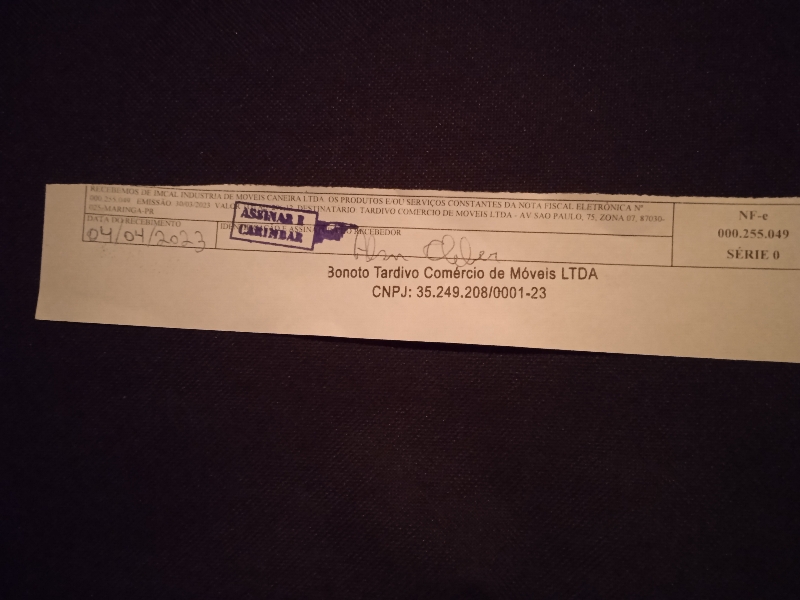 RECEBEMOS DE IMCAL INDUSTRIA DE MOVEIS CANEIRA LTDA OS PRODUTOS E/OU SERVIÇOS CONSTANTES DA NOTA FISCAL ELETRÔNICA Nº
000.255.049 EMISSÃO: 30/03/2023 DESTINATARIO: TARDIVO COMERCIO DE MOVEIS LTDA - AV SAO PAULO, 75, ZONA 07, 87030-
025-MARINGA-PR
DATA DO RECEBIMENTO
04/04/2023
ASSINAR E
CARIMBAR
RECEBEDOR
NF-e
000.255.049
SÉRIE 0
Bonoto Tardivo Comércio de Móveis LTDA
CNPJ: 35.249.208/0001-23